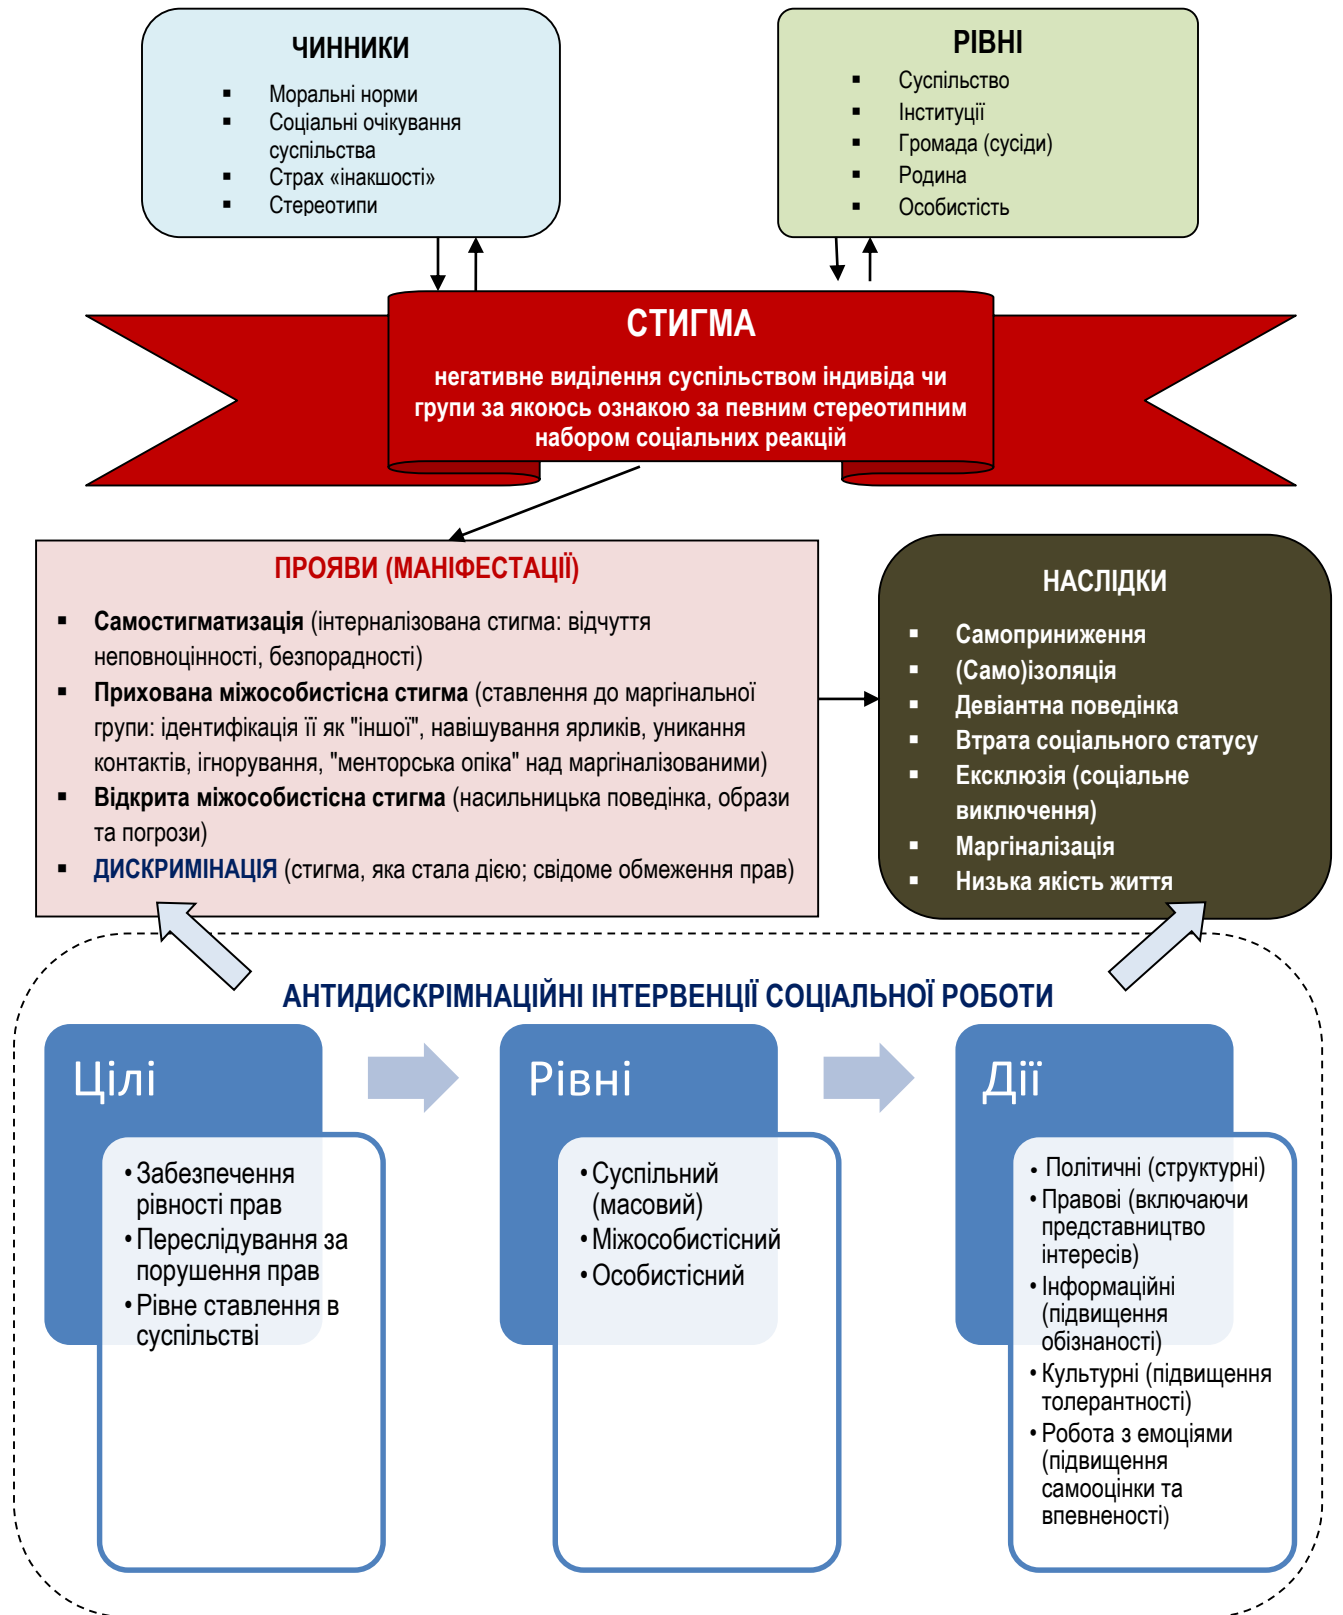 ЧИННИКИ
▪ Моральні норми
▪ Соціальні очікування
суспільства
▪ Страх «інакшості»
▪ Стереотипи
РІВНІ
▪ Суспільство
▪ Інституції
▪ Громада (сусіди)
▪ Родина
▪ Особистість
СТИГМА
негативне виділення суспільством індивіда чи
групи за якоюсь ознакою за певним стереотипним
набором соціальних реакцій
ПРОЯВИ (МАНІФЕСТАЦІЇ)
▪ Самостигматизація (інтерналізована стигма: відчуття
неповноцінності, безпорадності)
▪ Прихована міжособистісна стигма (ставлення до маргінальної
групи: ідентифікація її як "іншої", навішування ярликів, уникання
контактів, ігнорування, "менторська опіка" над маргіналізованими)
▪ Відкрита міжособистісна стигма (насильницька поведінка, образи
та погрози)
▪ ДИСКРИМІНАЦІЯ (стигма, яка стала дією; свідоме обмеження прав)
НАСЛІДКИ
▪ Самоприниження
▪ (Само)ізоляція
▪ Девіантна поведінка
▪ Втрата соціального статусу
▪ Ексклюзія (соціальне
виключення)
▪ Маргіналізація
▪ Низька якість життя
АНТИДИСКРІМНАЦІЙНІ ІНТЕРВЕНЦІЇ СОЦІАЛЬНОЇ РОБОТИ
Цілі
• Забезпечення
рівності прав
• Переслідування за
порушення прав
• Рівне ставлення в
суспільстві
Рівні
• Суспільний
(масовий)
• Міжособистісний
• Особистісний
Дії
• Політичні (структурні)
• Правові (включаючи
представництво
інтересів)
• Інформаційні
(підвищення
обізнаності)
• Культурні (підвищення
толерантності)
• Робота з емоціями
(підвищення
самооцінки та
впевненості)